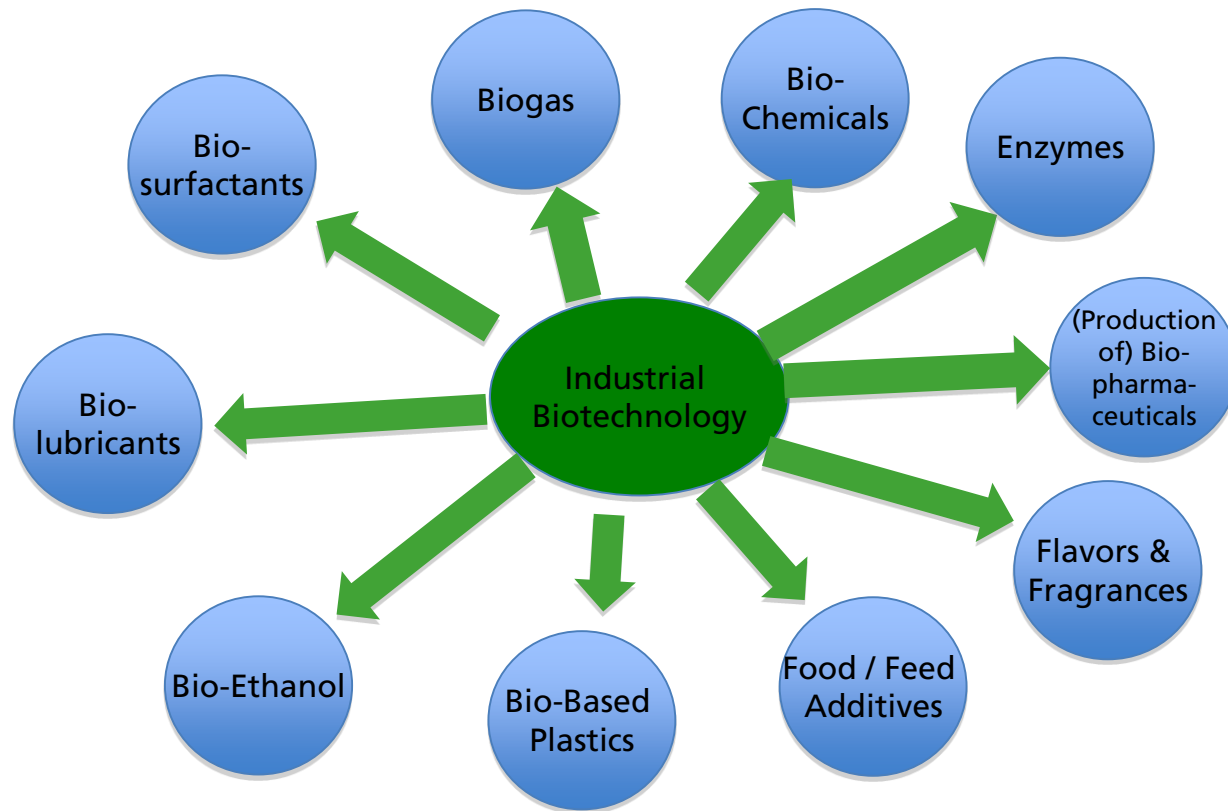 Biogas
Bio-
Chemicals
Enzymes
Bio-
surfactants
(Production
of) Bio-
pharma-
ceuticals
Industrial
Biotechnology
Bio-
lubricants
Flavors &
Fragrances
Bio-Ethanol
Bio-Based
Plastics
Food / Feed
Additives